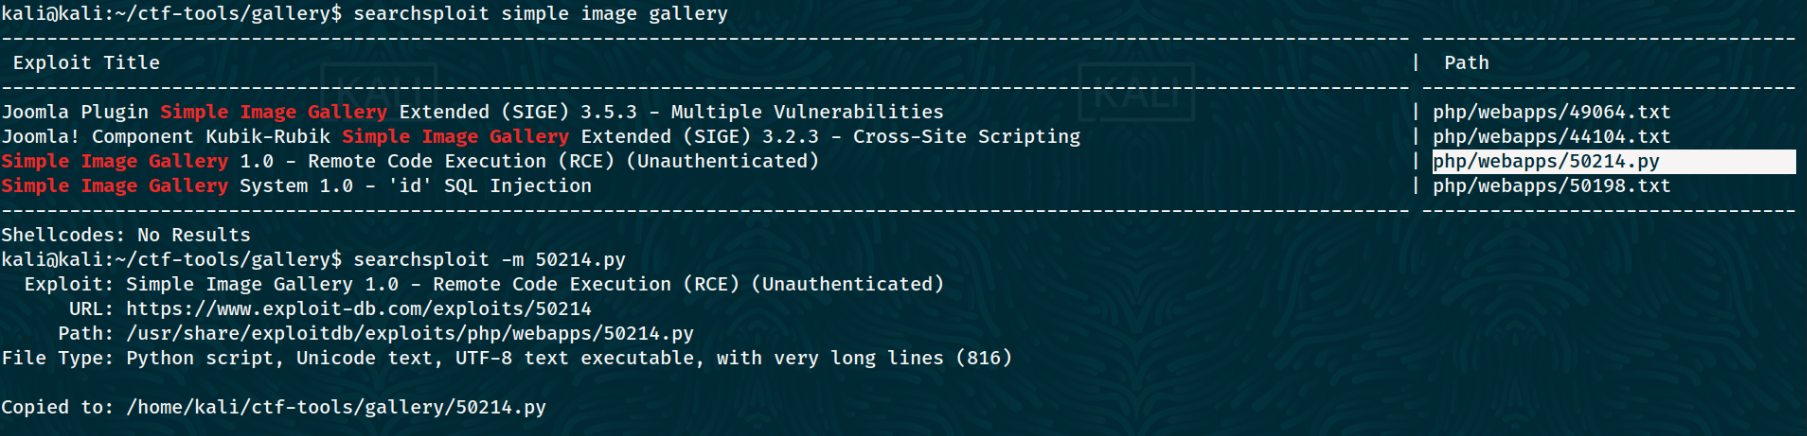 kali@kali:~/ctf-tools/gallery$ searchsploit simple image gallery
---------------------------------------------------------------------------------------------------------------------------- ---------------------------------
 Exploit Title                                                                                                              |  Path
---------------------------------------------------------------------------------------------------------------------------- ---------------------------------
Joomla Plugin Simple Image Gallery Extended (SIGE) 3.5.3 - Multiple Vulnerabilities                                         | php/webapps/49064.txt
Joomla! Component Kubik-Rubik Simple Image Gallery Extended (SIGE) 3.2.3 - Cross-Site Scripting                             | php/webapps/44104.txt
Simple Image Gallery 1.0 - Remote Code Execution (RCE) (Unauthenticated)                                                    | php/webapps/50214.py
Simple Image Gallery System 1.0 - 'id' SQL Injection                                                                        | php/webapps/50198.txt
---------------------------------------------------------------------------------------------------------------------------- ---------------------------------
Shellcodes: No Results
kali@kali:~/ctf-tools/gallery$ searchsploit -m 50214.py
  Exploit: Simple Image Gallery 1.0 - Remote Code Execution (RCE) (Unauthenticated)
      URL: https://www.exploit-db.com/exploits/50214
     Path: /usr/share/exploitdb/exploits/php/webapps/50214.py
File Type: Python script, Unicode text, UTF-8 text executable, with very long lines (816)

Copied to: /home/kali/ctf-tools/gallery/50214.py
KALI
KALI